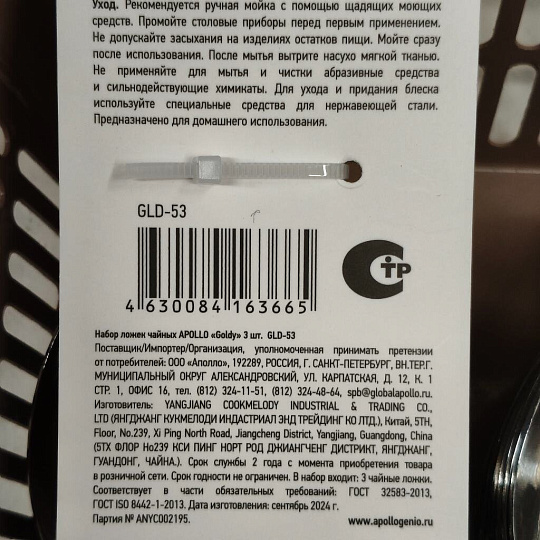 Уход. Рекомендуется ручная мойка с помощью щадящих моющих
средств. Промойте столовые приборы перед первым применением.
Не допускайте засыхания на изделиях остатков пищи. Мойте сразу
после использования. После мытья вытрите насухо мягкой тканью.
Не применяйте для мытья и чистки абразивные средства
и сильнодействующие химикаты. Для ухода и придания блеска
используйте специальные средства для нержавеющей стали.
Предназначено для домашнего использования.
GLD-53
4 630084 163665
СТР
Набор ложек чайных APOLLO «Goldy» 3 шт. GLD-53
Поставщик/Импортер/Организация, уполномоченная принимать претензии
от потребителей: ООО «Аполло», 192289, РОССИЯ, Г. САНКТ-ПЕТЕРБУРГ, ВН.ТЕР.Г.
МУНИЦИПАЛЬНЫЙ ОКРУГ АЛЕКСАНДРОВСКИЙ, УЛ. КАРПАТСКАЯ, Д. 12, К. 1
СТР. 1, ОФИС 16, тел. (812) 324-11-51, (812) 324-48-64, spb@globalapollo.ru.
Изготовитель: YANGJIANG COOKMELODY INDUSTRIAL & TRADING CO.,
LTD (ЯНГДЖАНГ КУКМЕЛОДИ ИНДАСТРИАЛ ЭНД ТРЕЙДИНГ КО ЛТД.), Китай, 5TH,
Floor, No.239, Xi Ping North Road, Jiangcheng District, Yangjiang, Guangdong, China
(5TX ФЛОР Но239 КСИ ПИНГ НОРТ РОД ДЖИАНГЧЕНГ ДИСТРИКТ, ЯНГДЖАНГ,
ГУАНДОНГ, ЧАЙНА.). Срок службы 2 года с момента приобретения товара
в розничной сети. Срок годности не ограничен. В набор входит: 3 чайные ложки.
Соответствует в части обязательных требований: ГОСТ 32583-2013,
ГОСТ ISO 8442-1-2013. Дата изготовления: сентябрь 2024 г.
Партия № ANYC002195.
www.apollogenio.ru